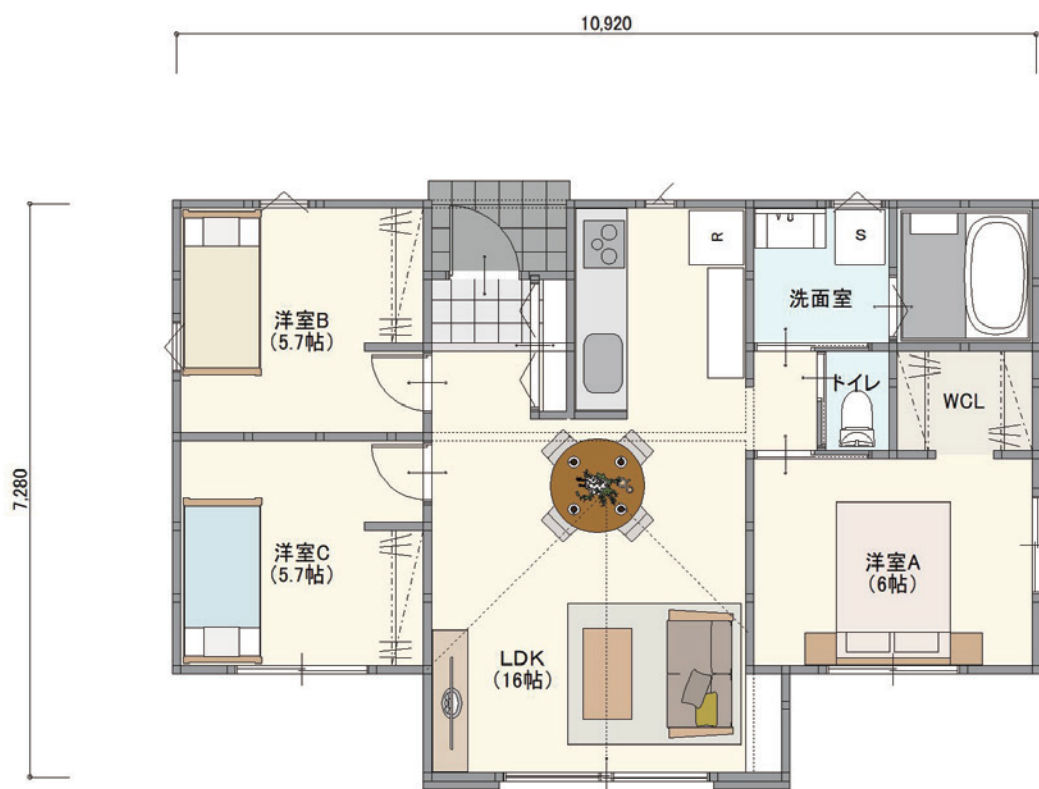 10,920
7,280
洋室B
(5.7帖)
R
S
洗面室
トイレ
WCL
洋室C
(5.7帖)
LDK
(16帖)
洋室A
(6帖)